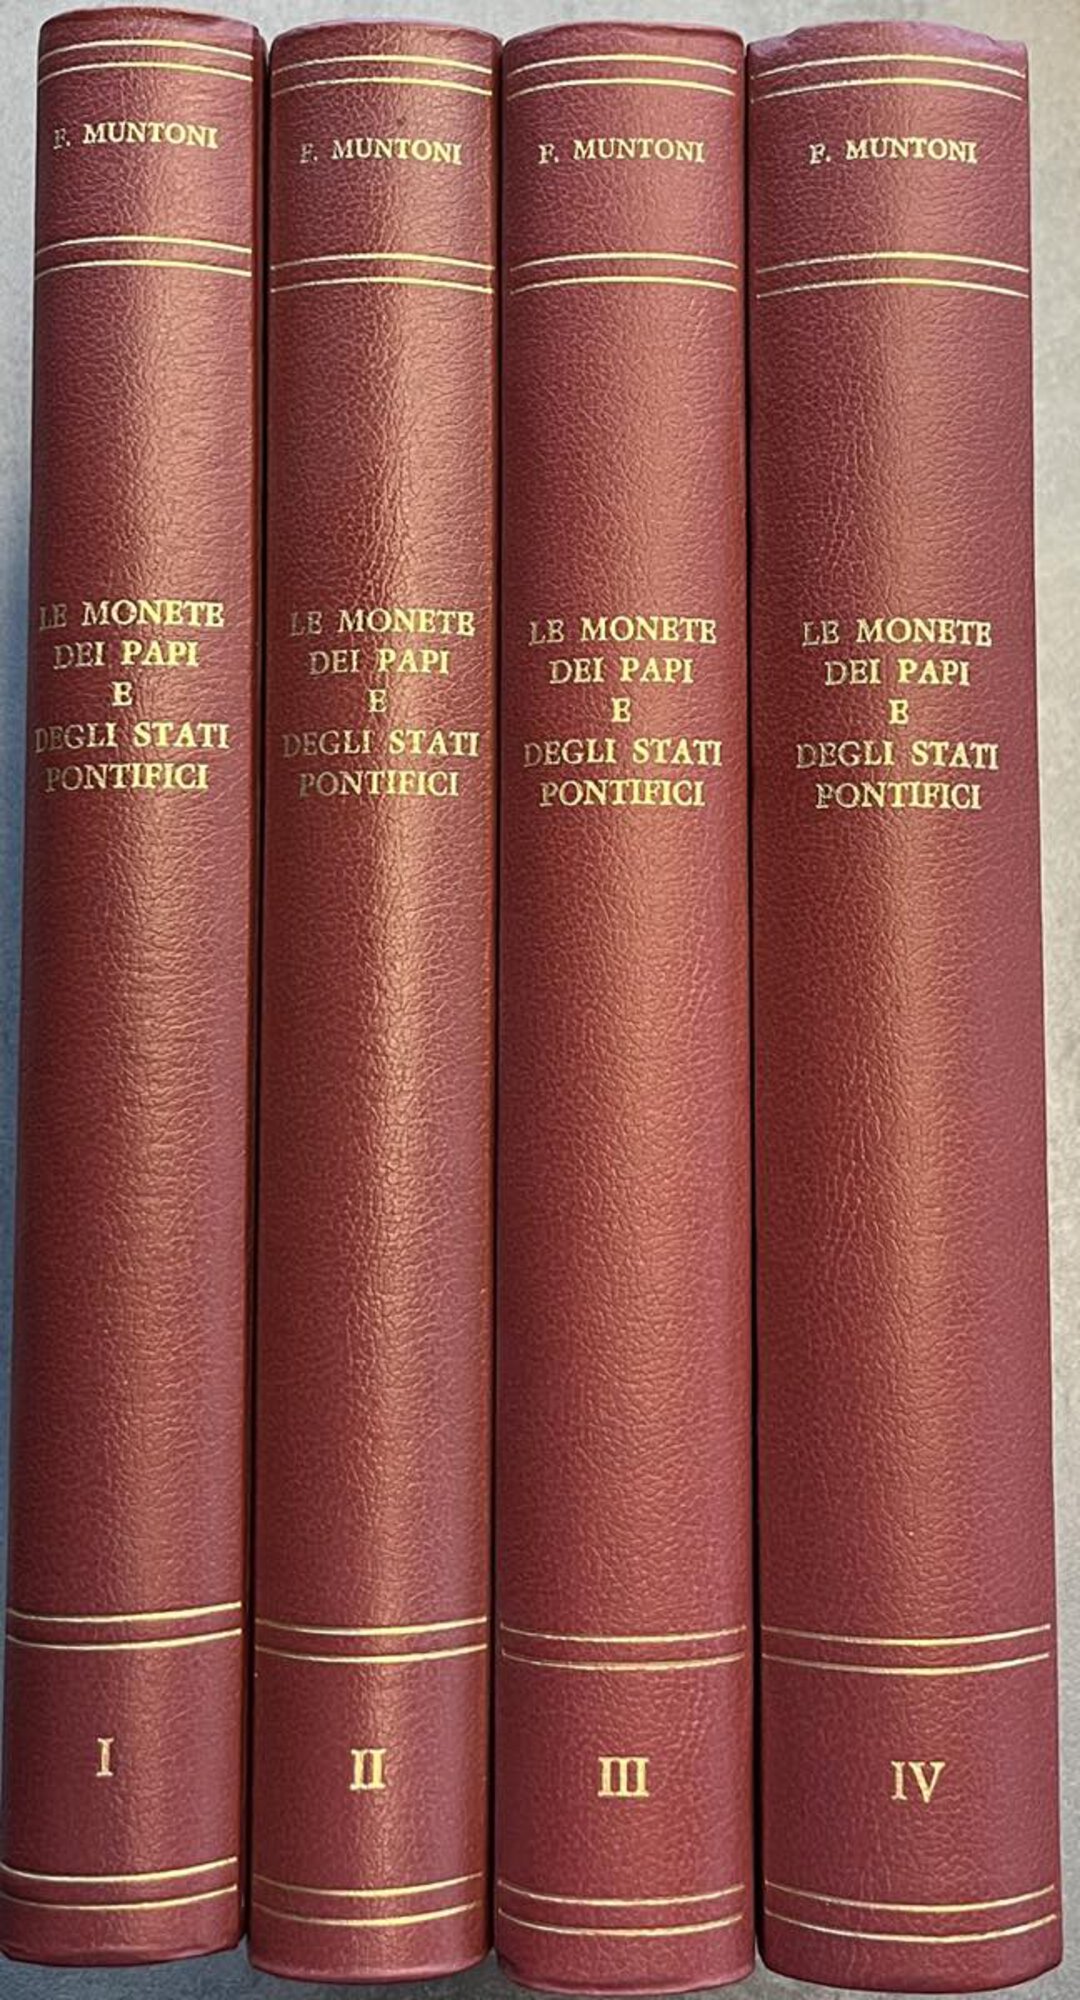 F. MUNTONI
LE MONETE
DEI PAPI
E
DEGLI STATI
PONTIFICI
I
F. MUNTONI
LE MONETE
DEI PAPI
E
DEGLI STATI
PONTIFICI
II
F. MUNTONI
LE MONETE
DEI PAPI
E
DEGLI STATI
PONTIFICI
III
F. MUNTONI
LE MONETE
DEI PAPI
E
DEGLI STATI
PONTIFICI
IV